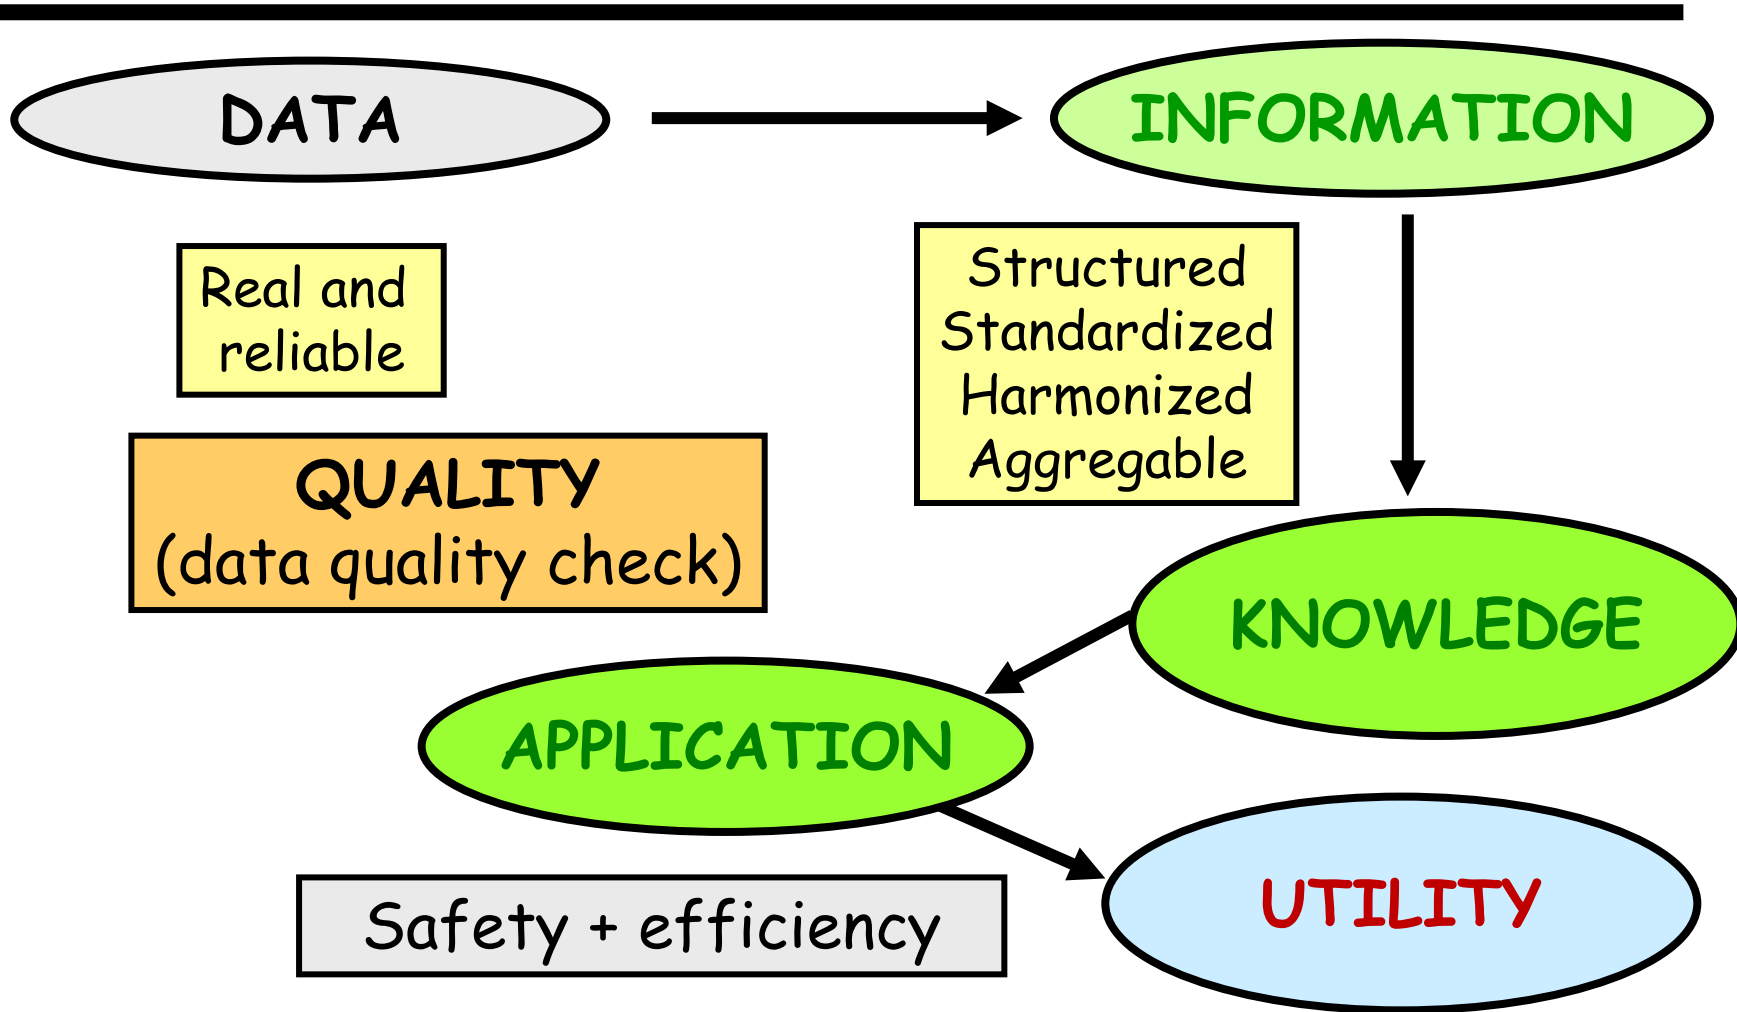 DATA
INFORMATION
Real and
reliable
Structured
Standardized
Harmonized
Aggregable
QUALITY
(data quality check)
KNOWLEDGE
APPLICATION
UTILITY
Safety + efficiency